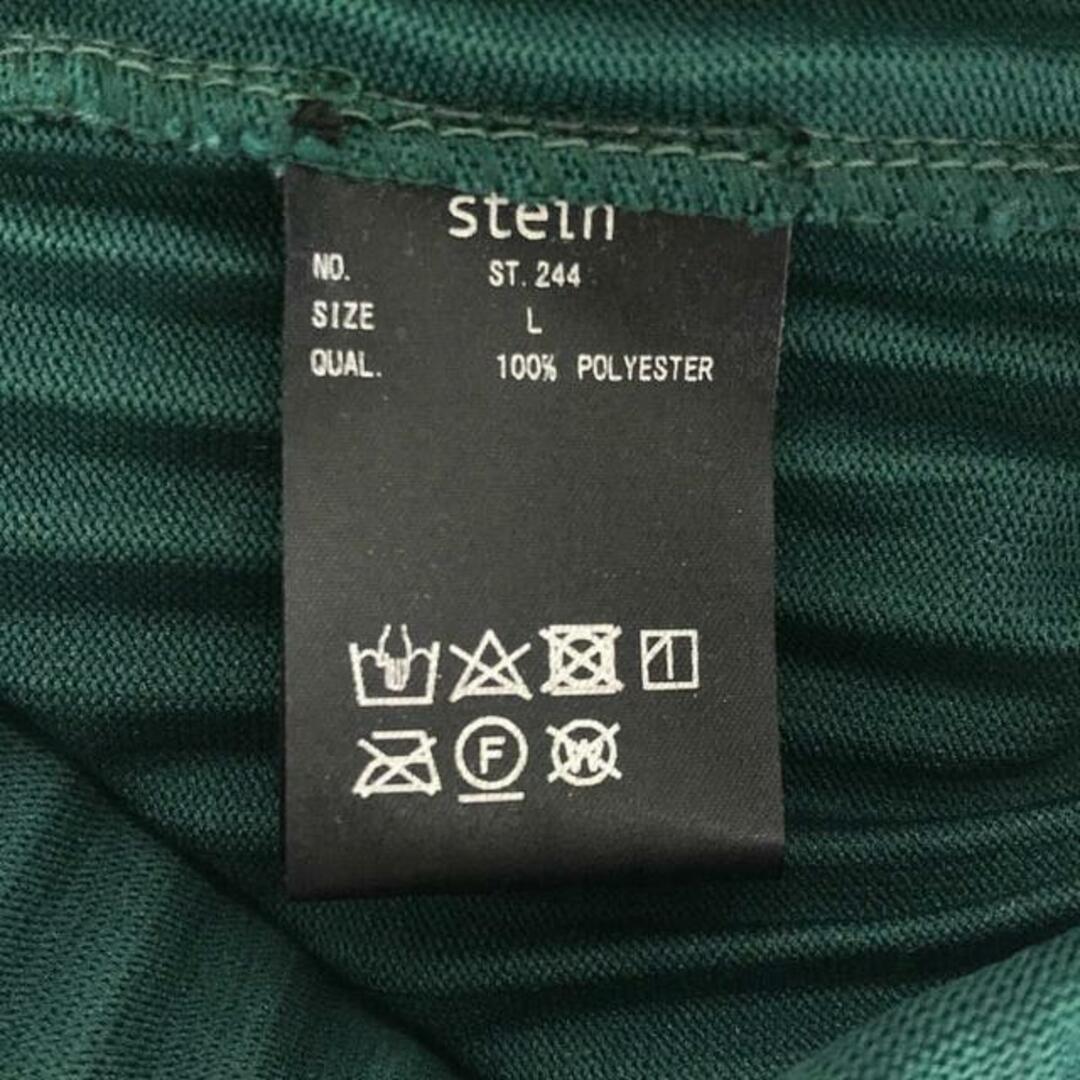 stein
NO. ST.244
SIZE L
QUAL. 100% POLYESTER
F W